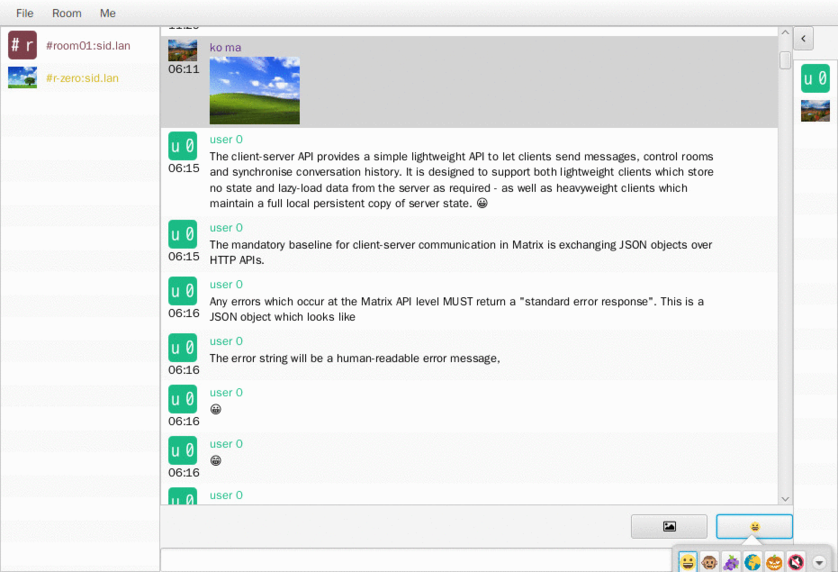 File Room Me
# r #room01:sid.lan
#r-zero:sid.lan
ko ma
06:11
u 0
user 0
06:15
The client-server API provides a simple lightweight API to let clients send messages, control rooms
and synchronise conversation history. It is designed to support both lightweight clients which store
no state and lazy-load data from the server as required - as well as heavyweight clients which
maintain a full local persistent copy of server state. 😀
u 0
user 0
06:15
The mandatory baseline for client-server communication in Matrix is exchanging JSON objects over
HTTP APIs.
u 0
user 0
06:16
Any errors which occur at the Matrix API level MUST return a "standard error response". This is a
JSON object which looks like
u 0
user 0
06:16
The error string will be a human-readable error message,
u 0
user 0
06:16
😀
u 0
user 0
06:16
😁
u 0
user 0
u 0